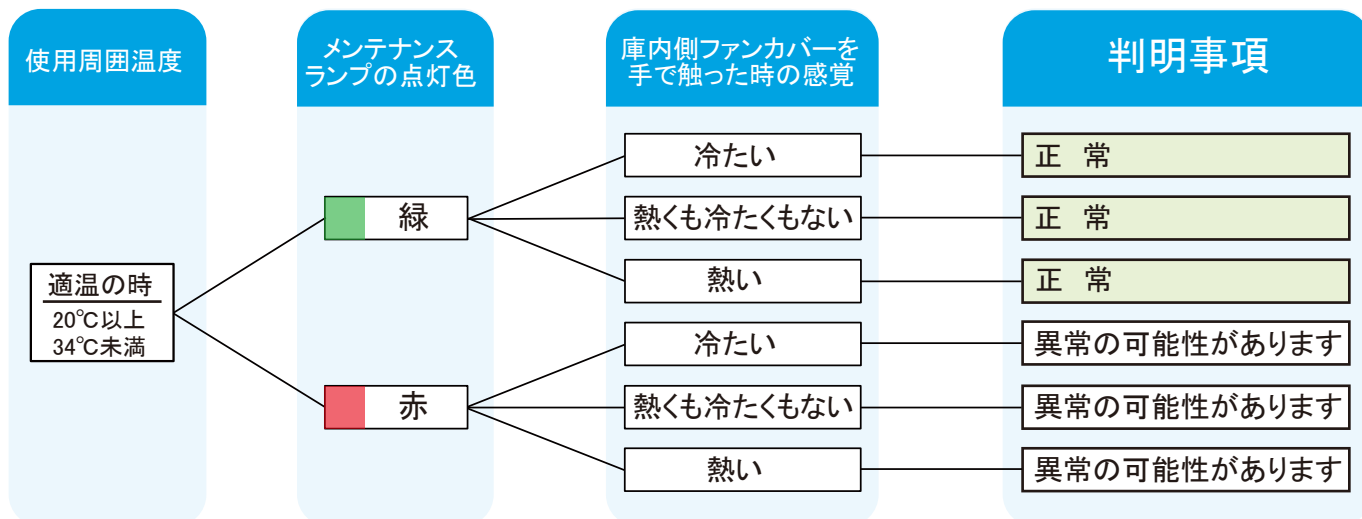 使用周囲温度
メンテナンス
ランプの点灯色
庫内側ファンカバーを
手で触った時の感覚
判明事項
適温の時
20℃以上
34℃未満
緑
冷たい
正 常
熱くも冷たくもない
正 常
熱い
正 常
赤
冷たい
異常の可能性があります
熱くも冷たくもない
異常の可能性があります
熱い
異常の可能性があります